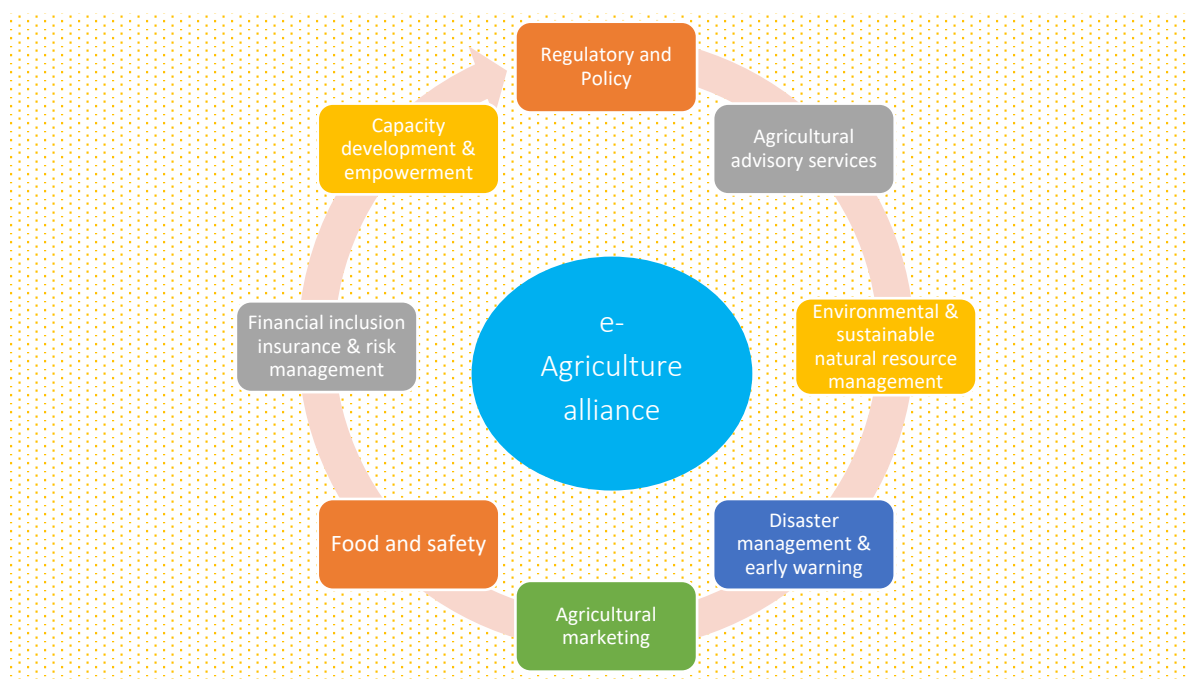 Regulatory and
Policy
Agricultural
advisory services
Environmental &
sustainable
natural resource
management
Disaster
management &
early warning
Agricultural
marketing
Food and safety
Financial inclusion
insurance & risk
management
Capacity
development &
empowerment
e-
Agriculture
alliance